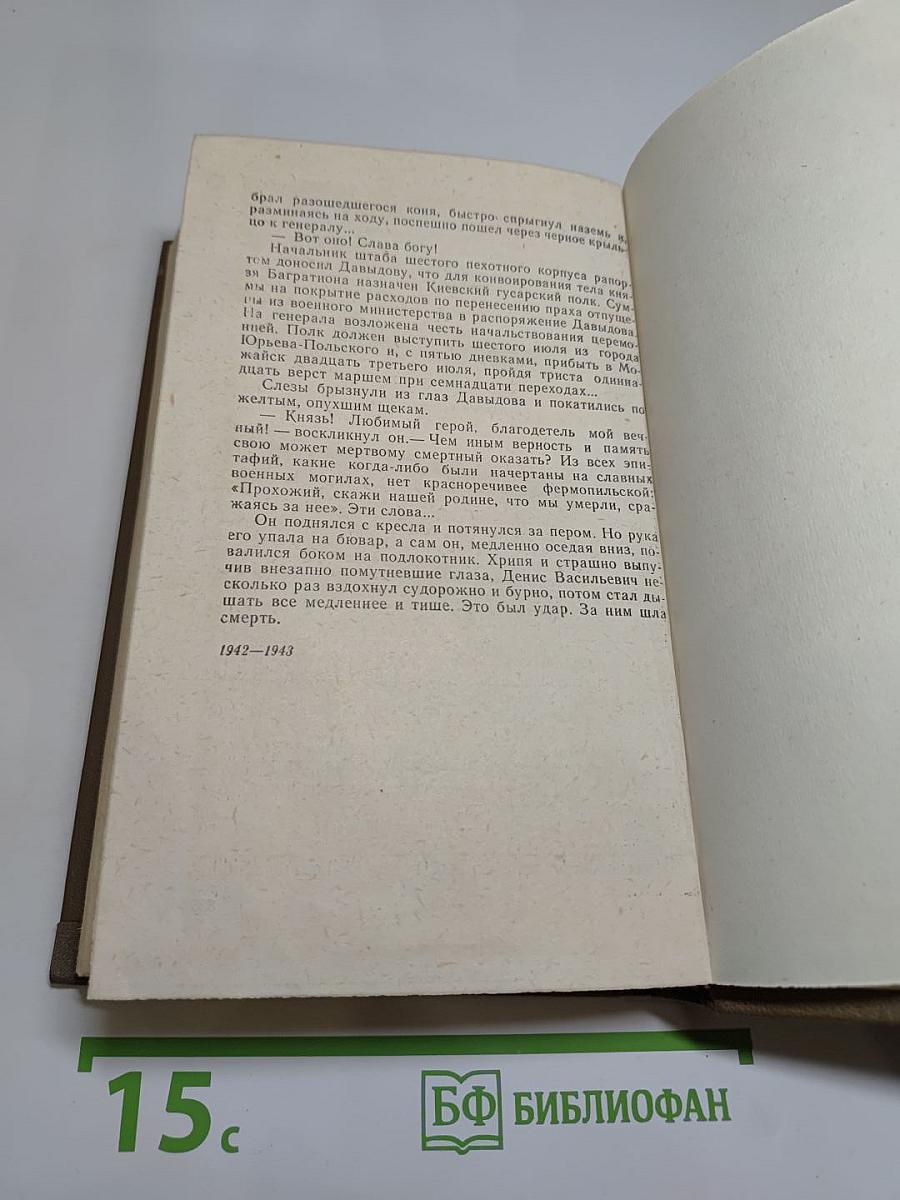 брал разошедшегося коня, быстро спрыгнул наземь и,
разминаясь на ходу, поспешно пошел через черное крыль-
цо к генералу...
— Вот оно! Слава богу!
Начальник штаба шестого пехотного корпуса рапор-
том доносил Давыдову, что для конвоирования тела кня-
зя Багратиона назначен Киевский гусарский полк. Сум-
мы на покрытие расходов по перенесению праха отпуще-
ны из военного министерства в распоряжение Давыдова.
На генерала возложена честь начальствования церемо-
нией. Полк должен выступить шестого июля из города
Юрьева-Польского и, с пятью дневками, прибыть в Мо-
жайск двадцать третьего июля, пройдя триста одинна-
дцать верст маршем при семнадцати переходах...
Слезы брызнули из глаз Давыдова и покатились по
желтым, опухшим щекам.
— Князь! Любимый герой, благодетель мой веч-
ный! — воскликнул он.— Чем иным верность и память
свою может мертвому смертный оказать? Из всех эпи-
тафий, какие когда-либо были начертаны на славных
военных могилах, нет красноречивее фермопильской:
«Прохожий, скажи нашей родине, что мы умерли, сра-
жаясь за нее». Эти слова...
Он поднялся с кресла и потянулся за пером. Но рука
его упала на бювар, а сам он, медленно оседая вниз, по-
валился боком на подлокотник. Хрипя и страшно выпу-
чив внезапно помутневшие глаза, Денис Васильевич не-
сколько раз вздохнул судорожно и бурно, потом стал ды-
шать все медленнее и тише. Это был удар. За ним шла
смерть.
1942—1943
15 с
БФ БИБЛИОФАН